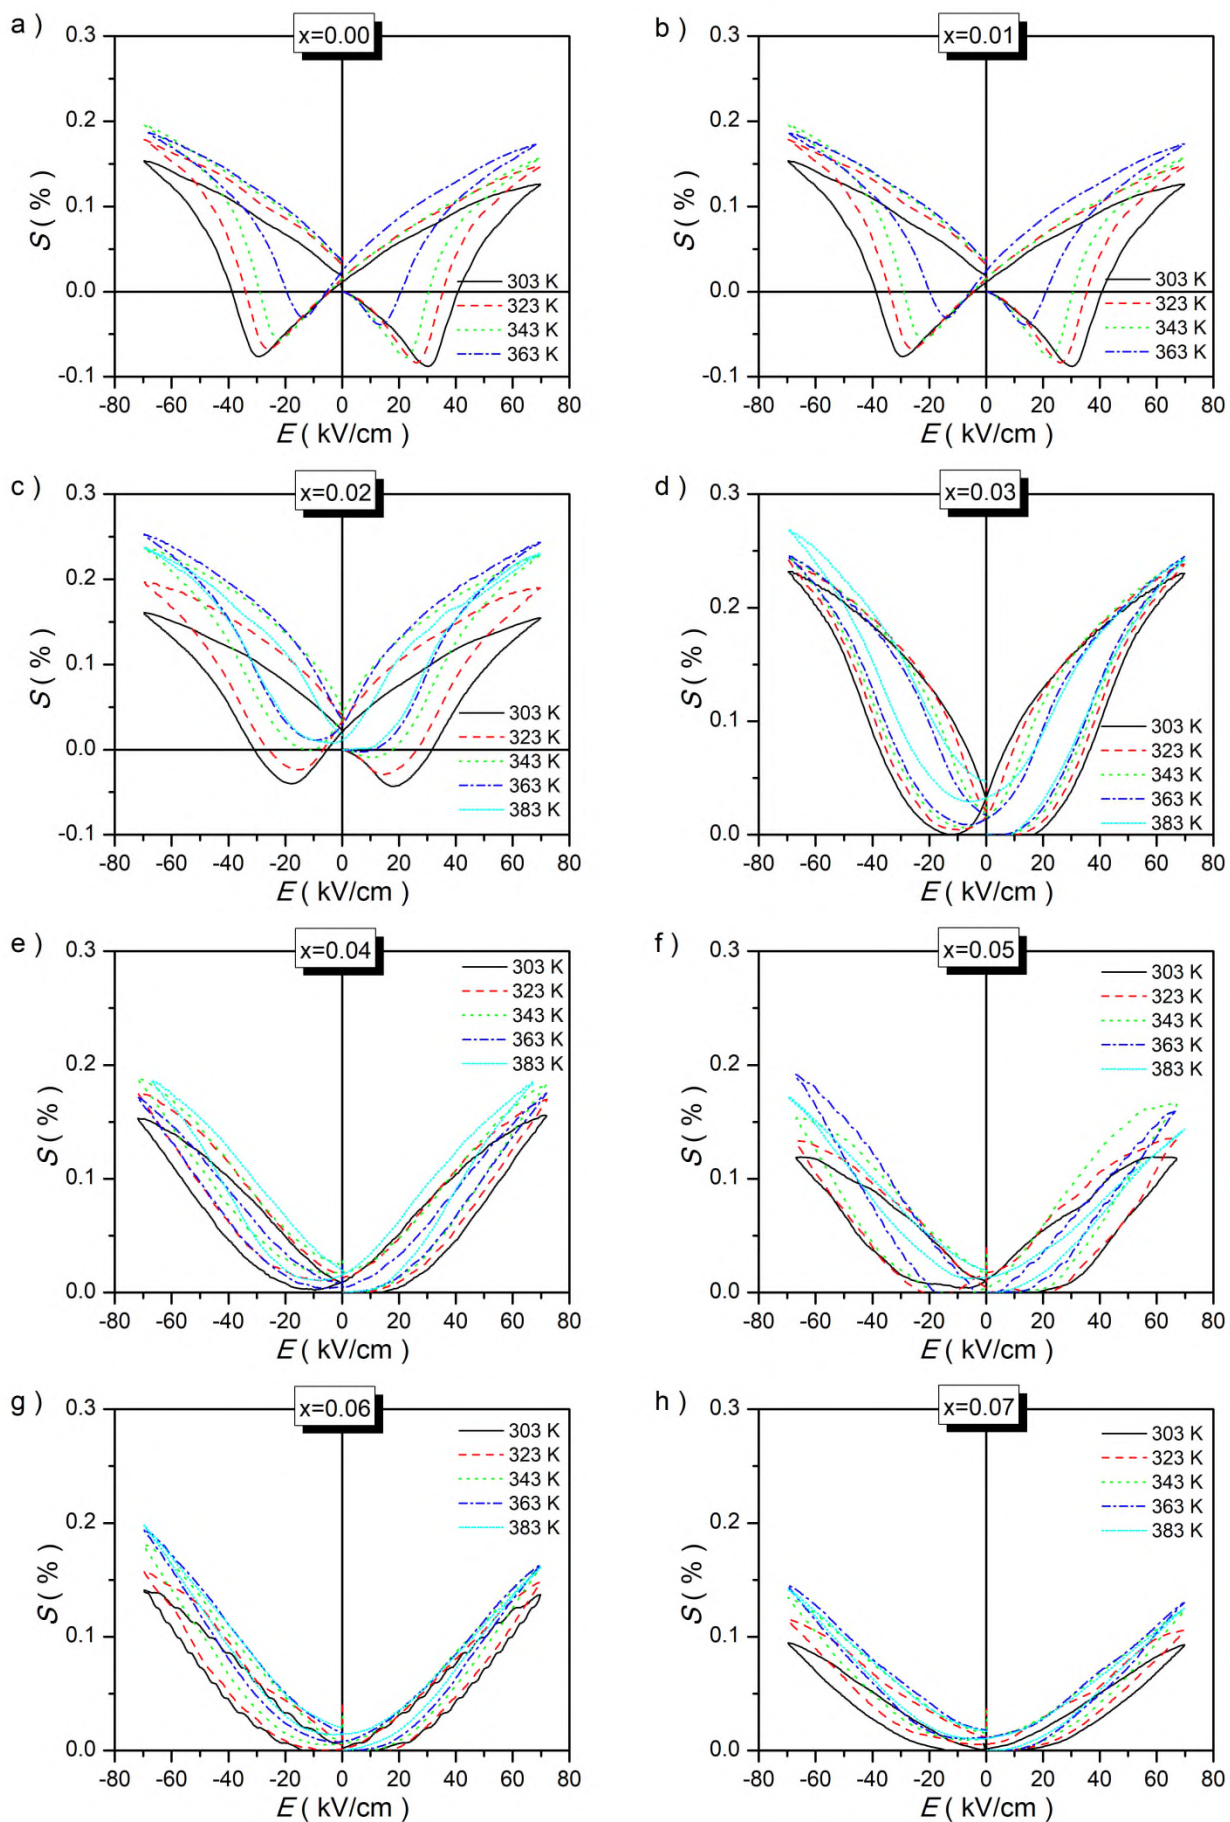 a )
x=0.00
0.3
0.2
0.1
0.0
-0.1
S ( % )
303 K
323 K
343 K
363 K
-80 -60 -40 -20 0 20 40 60 80
E ( kV/cm )
b )
x=0.01
0.3
0.2
0.1
0.0
-0.1
S ( % )
303 K
323 K
343 K
363 K
-80 -60 -40 -20 0 20 40 60 80
E ( kV/cm )
c )
x=0.02
0.3
0.2
0.1
0.0
-0.1
S ( % )
303 K
323 K
343 K
363 K
383 K
-80 -60 -40 -20 0 20 40 60 80
E ( kV/cm )
d )
x=0.03
0.3
0.2
0.1
0.0
S ( % )
303 K
323 K
343 K
363 K
383 K
-80 -60 -40 -20 0 20 40 60 80
E ( kV/cm )
e )
x=0.04
0.3
0.2
0.1
0.0
S ( % )
303 K
323 K
343 K
363 K
383 K
-80 -60 -40 -20 0 20 40 60 80
E ( kV/cm )
f )
x=0.05
0.3
0.2
0.1
0.0
S ( % )
303 K
323 K
343 K
363 K
383 K
-80 -60 -40 -20 0 20 40 60 80
E ( kV/cm )
g )
x=0.06
0.3
0.2
0.1
0.0
S ( % )
303 K
323 K
343 K
363 K
383 K
-80 -60 -40 -20 0 20 40 60 80
E ( kV/cm )
h )
x=0.07
0.3
0.2
0.1
0.0
S ( % )
303 K
323 K
343 K
363 K
383 K
-80 -60 -40 -20 0 20 40 60 80
E ( kV/cm )